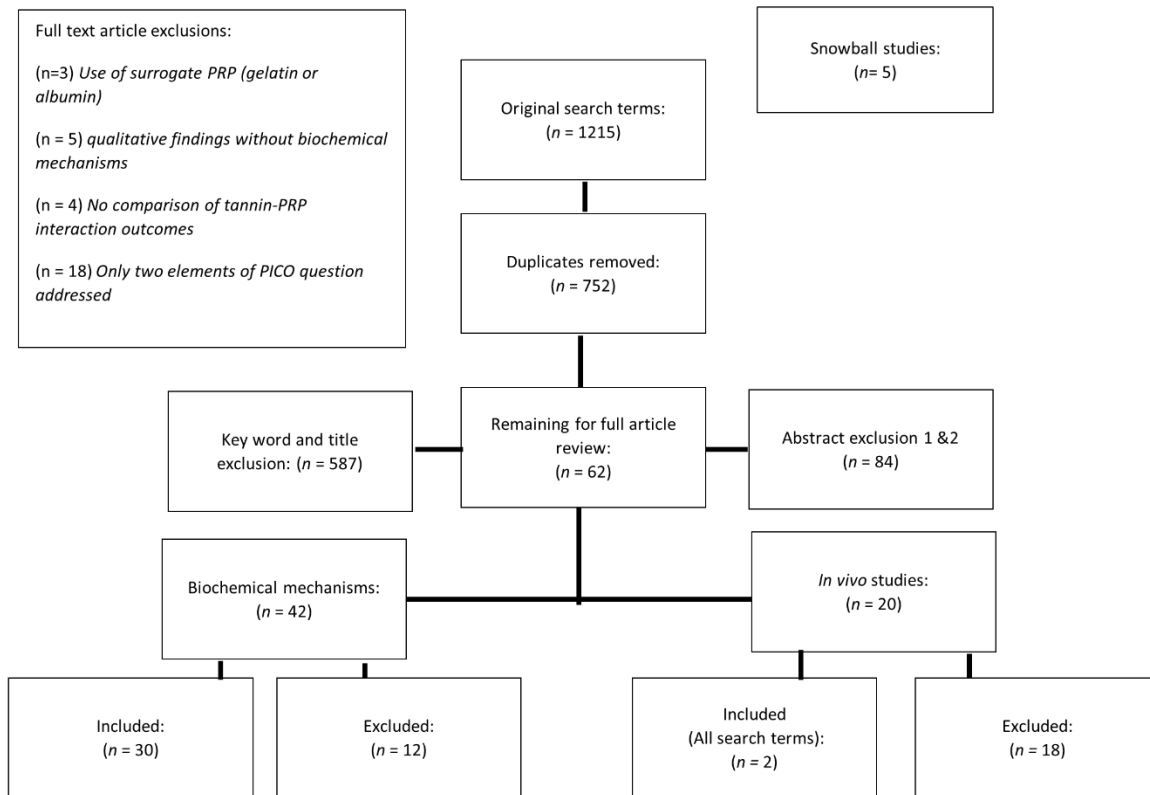 Full text article exclusions:
(n=3) Use of surrogate PRP (gelatin or
albumin)
(n = 5) qualitative findings without biochemical
mechanisms
(n = 4) No comparison of tannin-PRP
interaction outcomes
(n = 18) Only two elements of PICO question
addressed
Snowball studies:
(n= 5)
Original search terms:
(n = 1215)
Duplicates removed:
(n = 752)
Key word and title
exclusion: (n = 587)
Remaining for full article
review:
(n = 62)
Abstract exclusion 1 &2
(n = 84)
Biochemical mechanisms:
(n = 42)
In vivo studies:
(n = 20)
Included:
(n = 30)
Excluded:
(n = 12)
Included
(All search terms):
(n = 2)
Excluded:
(n = 18)